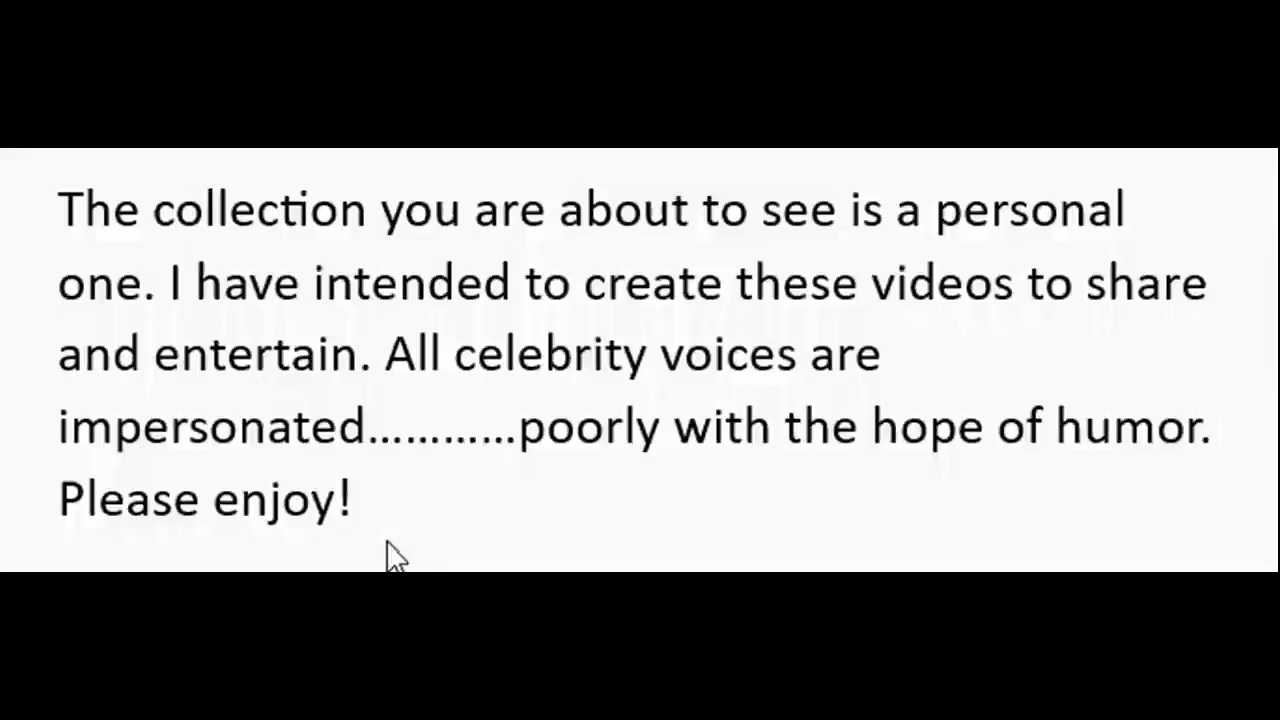 The collection you are about to see is a personal
one. I have intended to create these videos to share
and entertain. All celebrity voices are
impersonated............poorly with the hope of humor.
Please enjoy!